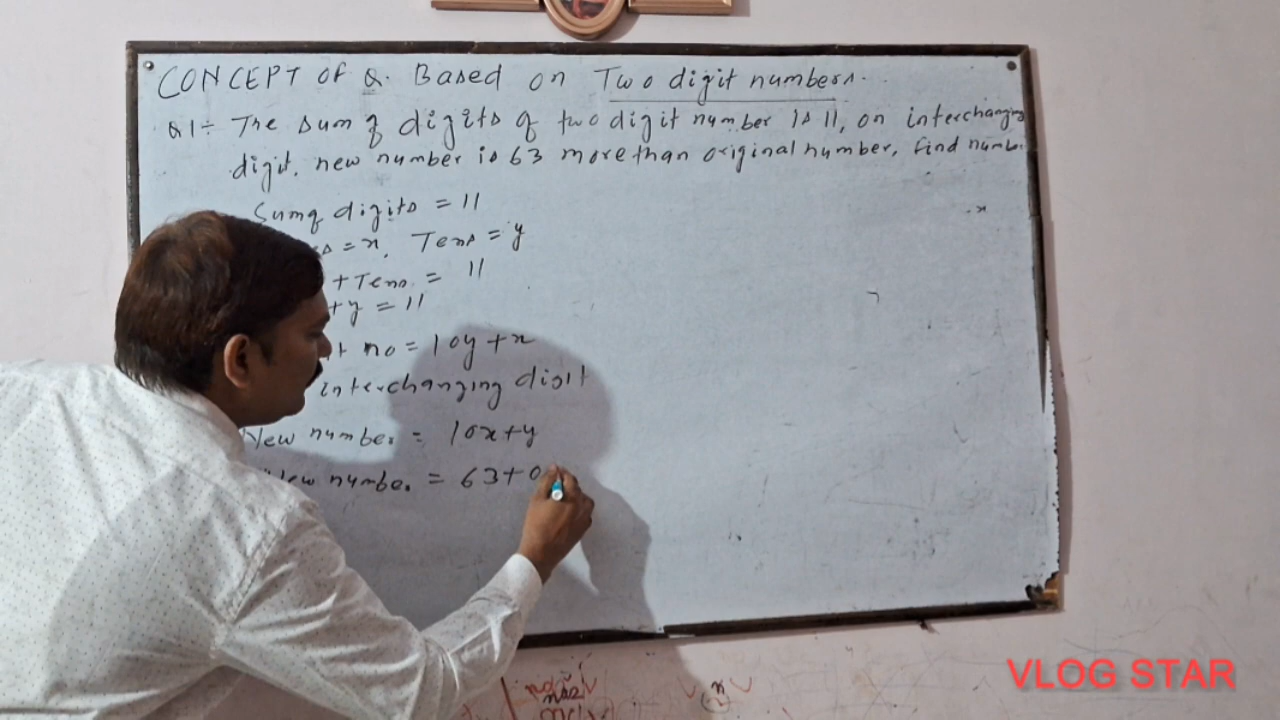 CONCEPT OF Q. Based on Two digit numbers.
Q1÷ The sum of digits of two digit number is 11, on interchanging
digit, new number is 63 more than original number, find number
Sum of digits = 11
= x, Tens = y
+ Tens = 11
+ y = 11
no = 10y + x
interchanging digit
New number = 10x+y
New number = 63+0
VLOG STAR